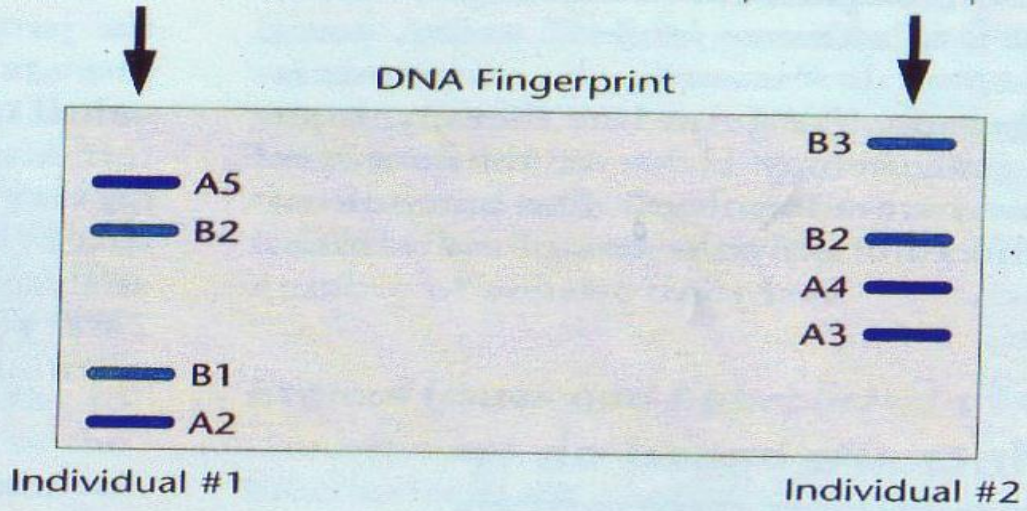 DNA Fingerprint
B3
A5
B2
B2
A4
A3
B1
A2
Individual #1
Individual #2